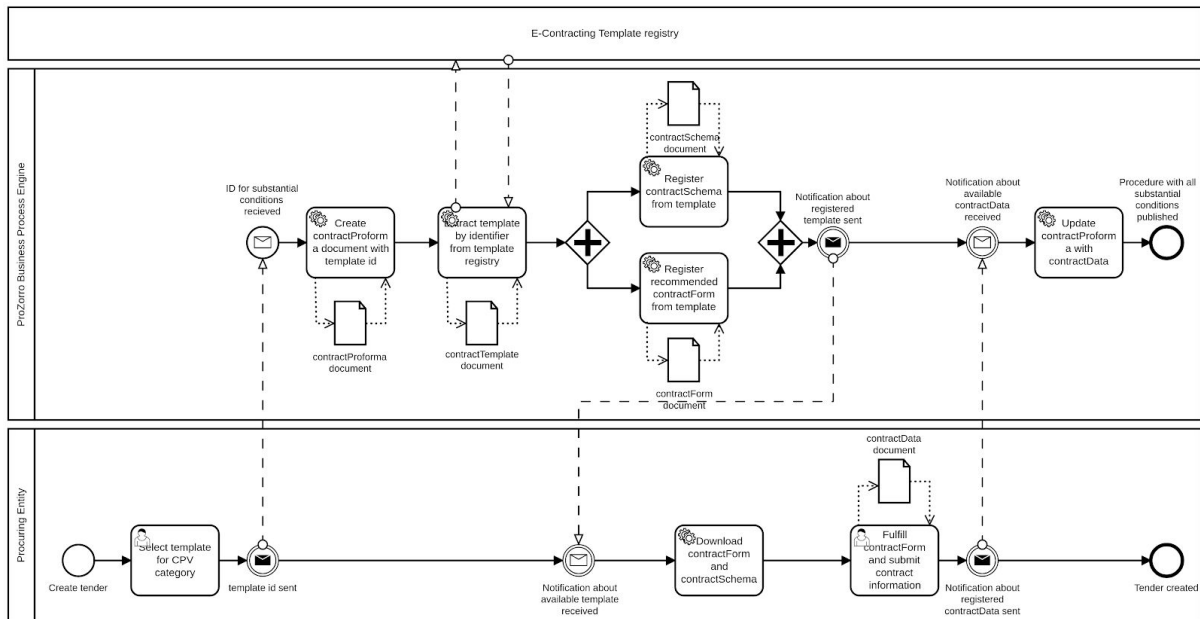 E-Contracting Template registry
ProZorro Business Process Engine
contractSchema
document
ID for substantial
conditions
recieved
Create
contractProform
a document with
template id
Extract template
by identifier
from template
registry
Register
contractSchema
from template
Notification about
registered
template sent
Notification about
available
contractData
received
Update
contractProform
a with
contractData
Procedure with all
substantial
conditions
published
Register
recommended
contractForm
from template
contractProforma
document
contractTemplate
document
contractForm
document
Procuring Entity
contractData
document
Create tender
Select template
for CPV
category
template id sent
Notification about
available template
received
Download
contractForm
and
contractSchema
Fulfill
contractForm
and submit
contract
information
Notification about
registered
contractData sent
Tender created